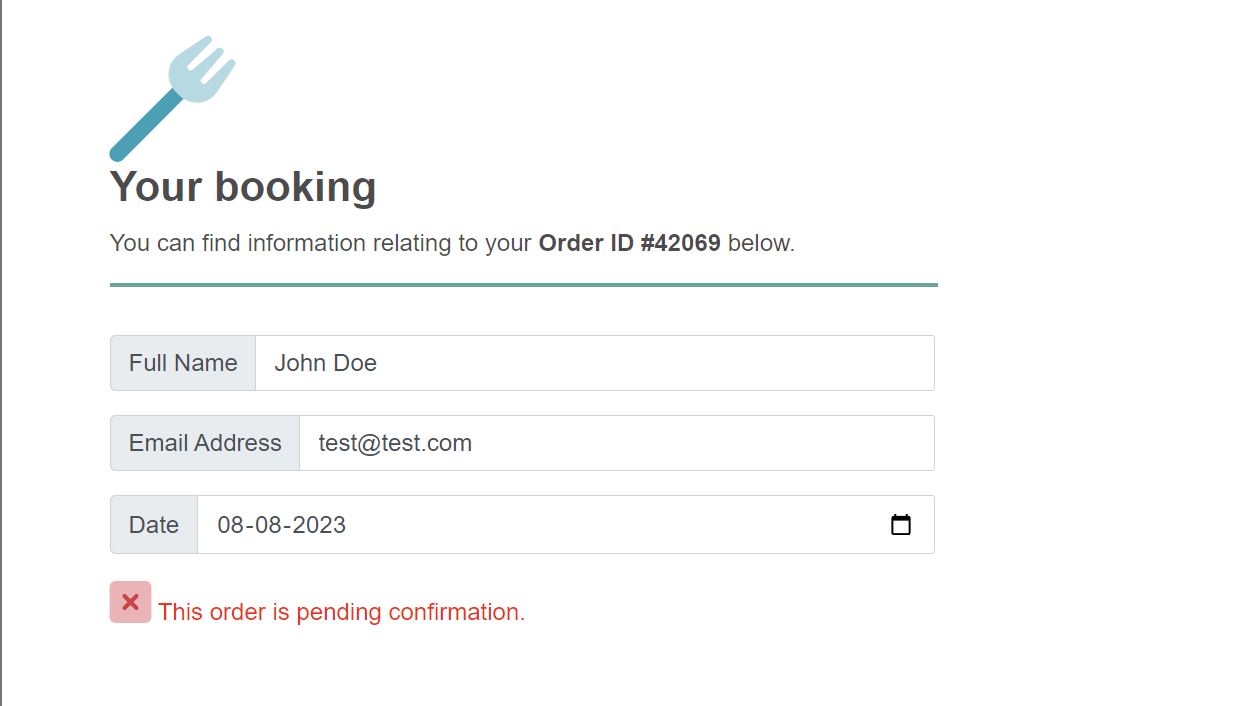 Your booking
You can find information relating to your Order ID #42069 below.
Full Name John Doe
Email Address test@test.com
Date 08-08-2023
This order is pending confirmation.